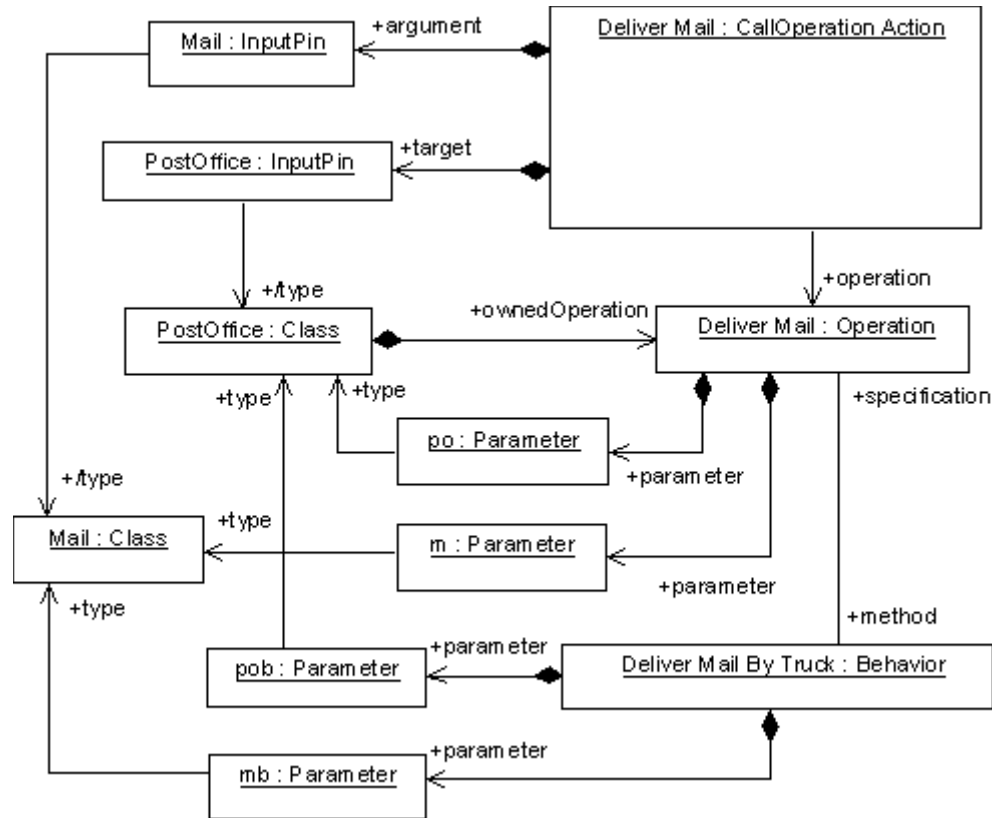 Mail : InputPin
+argument
Deliver Mail : CallOperation Action
PostOffice : InputPin
+target
+/type
+operation
PostOffice : Class
+ownedOperation
Deliver Mail : Operation
+type
+type
+specification
po : Parameter
+parameter
+/type
Mail : Class
+type
m : Parameter
+parameter
+type
+method
pob : Parameter
+parameter
Deliver Mail By Truck : Behavior
mb : Parameter
+parameter